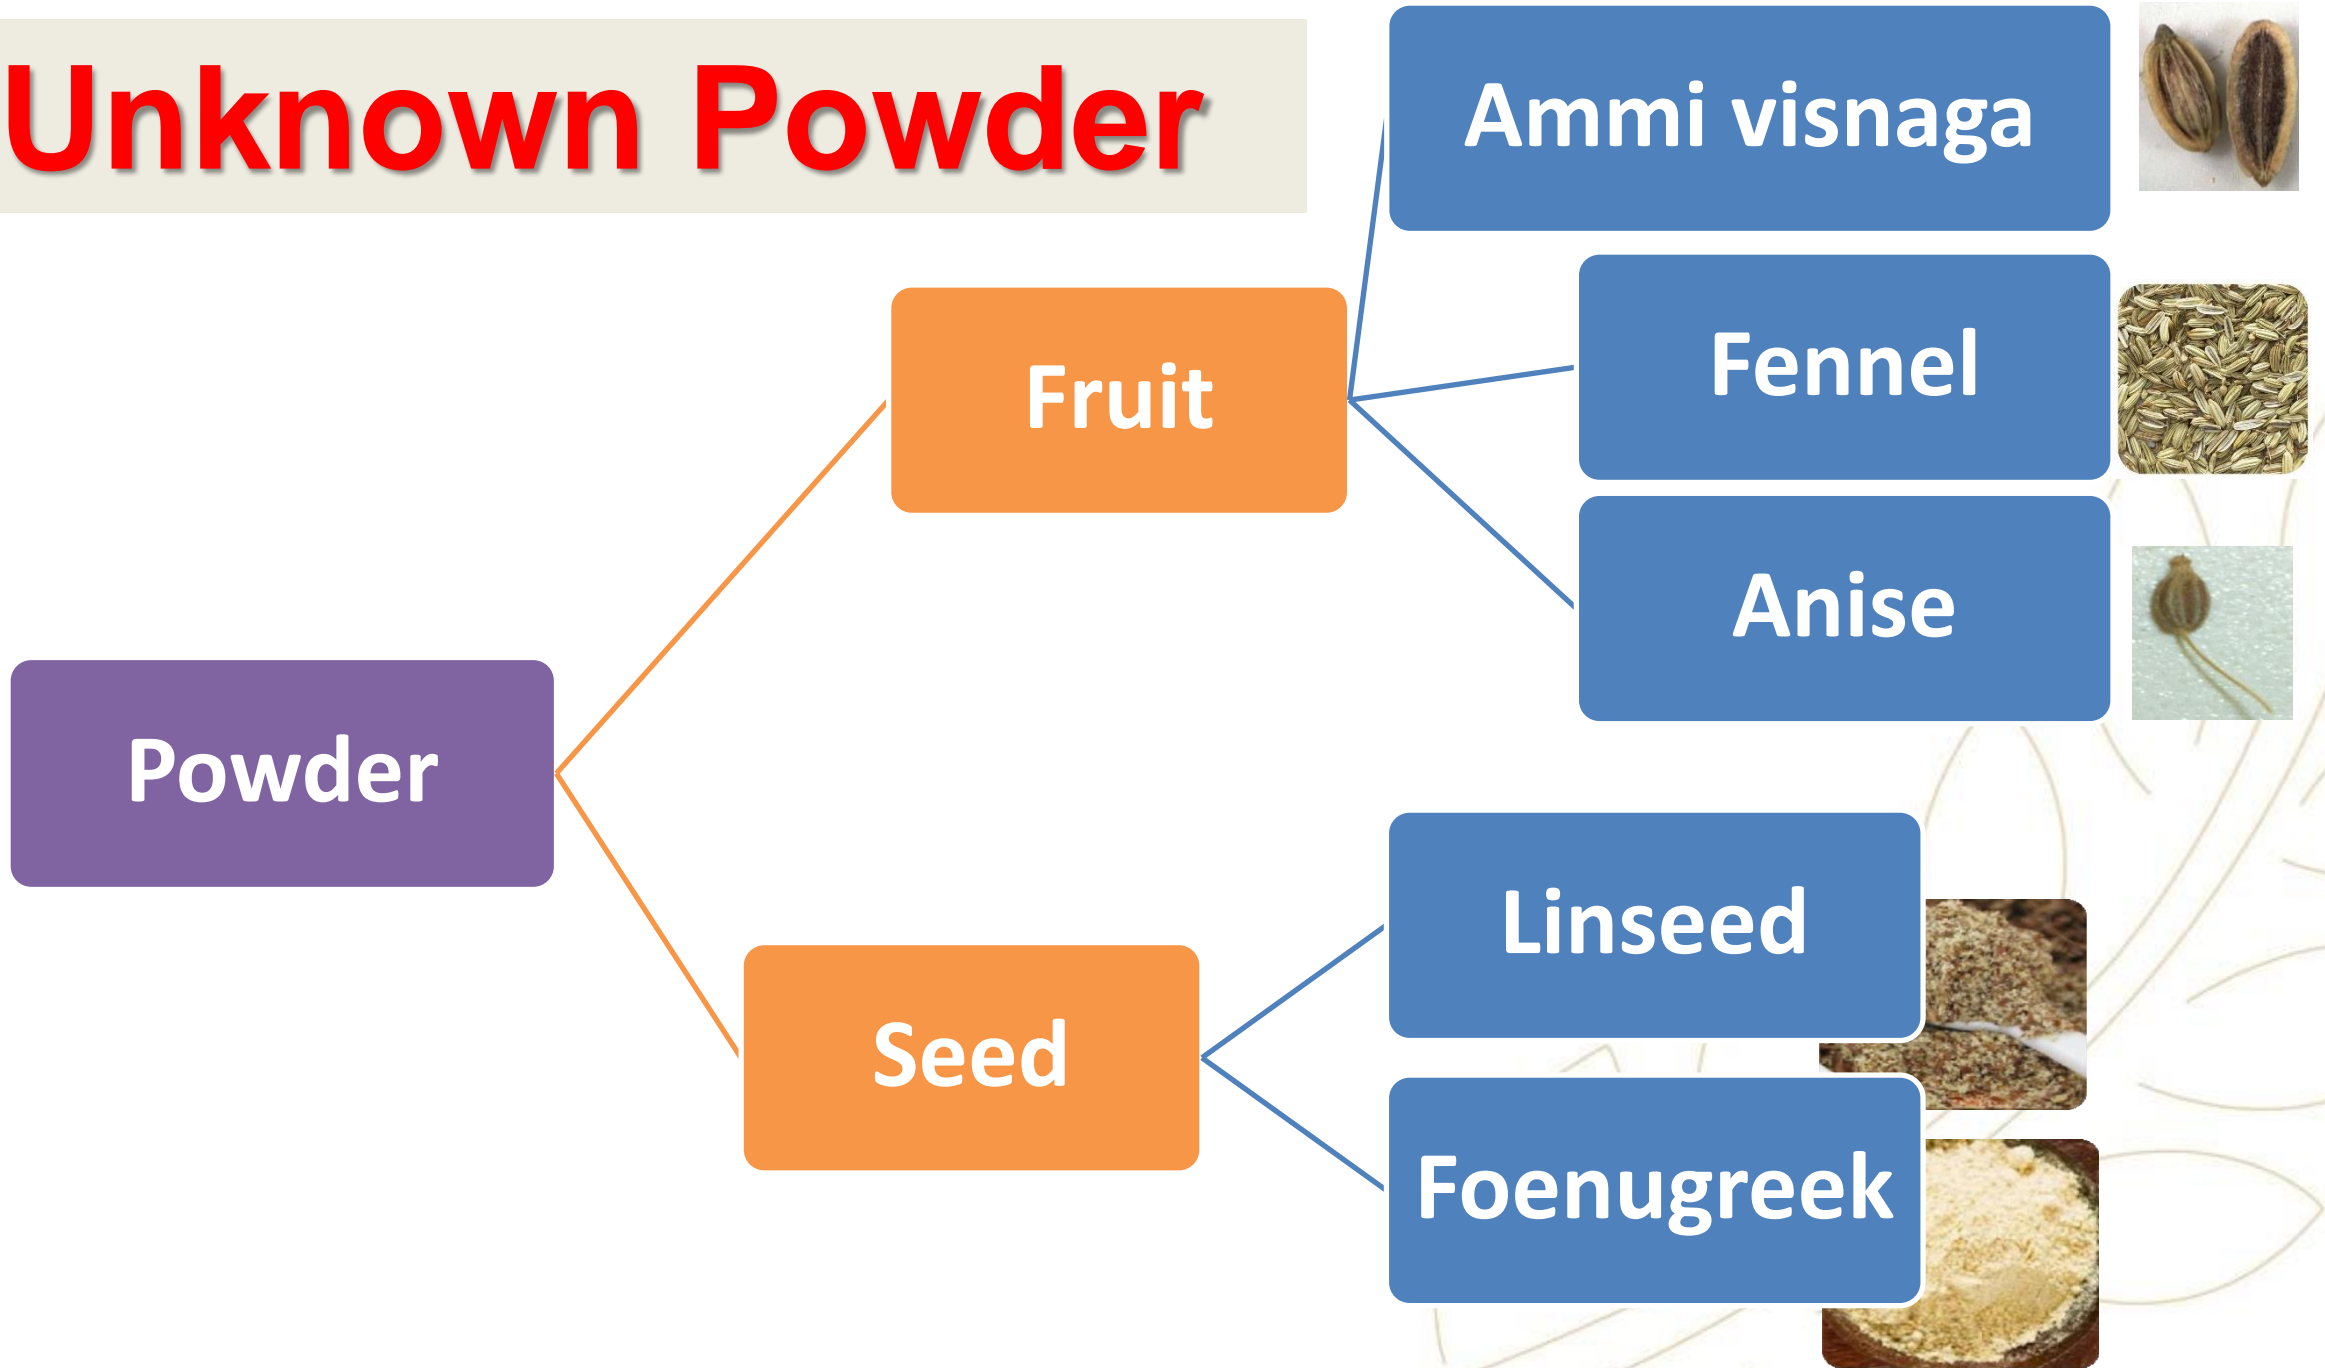 Unknown Powder
Powder
Fruit
Ammi visnaga
Fennel
Anise
Seed
Linseed
Foenugreek